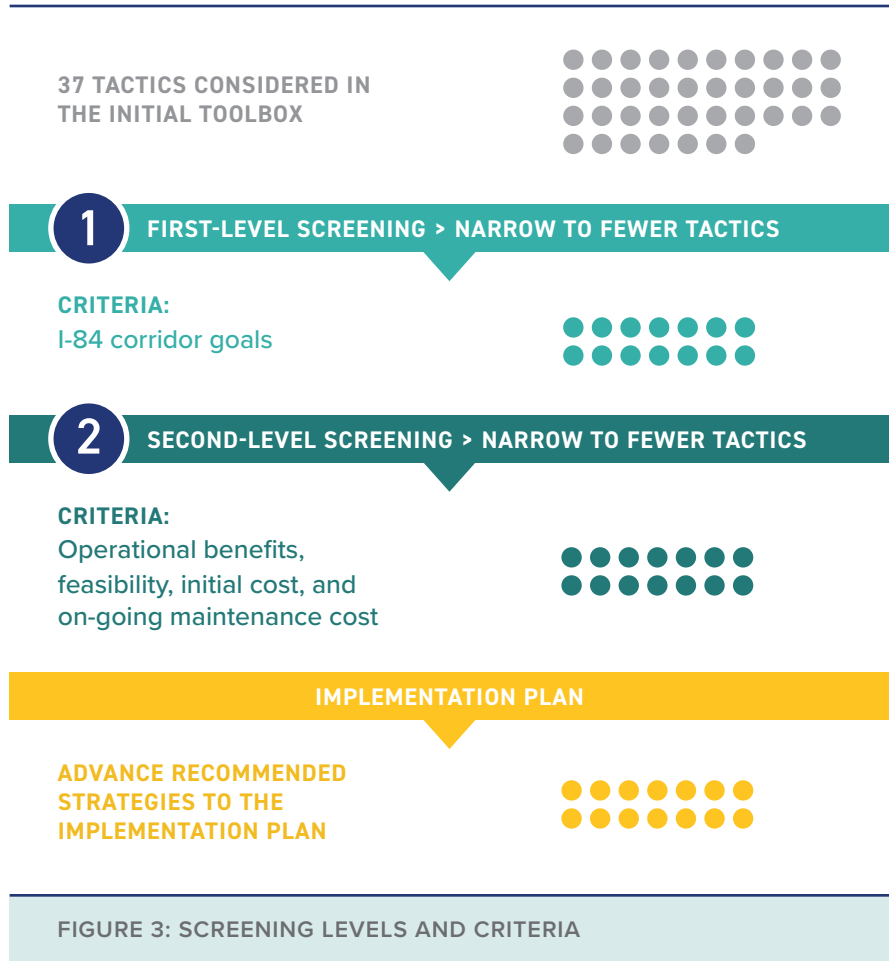 37 TACTICS CONSIDERED IN
THE INITIAL TOOLBOX
1
FIRST-LEVEL SCREENING > NARROW TO FEWER TACTICS
CRITERIA:
I-84 corridor goals
2
SECOND-LEVEL SCREENING > NARROW TO FEWER TACTICS
CRITERIA:
Operational benefits,
feasibility, initial cost, and
on-going maintenance cost
IMPLEMENTATION PLAN
ADVANCE RECOMMENDED
STRATEGIES TO THE
IMPLEMENTATION PLAN
FIGURE 3: SCREENING LEVELS AND CRITERIA